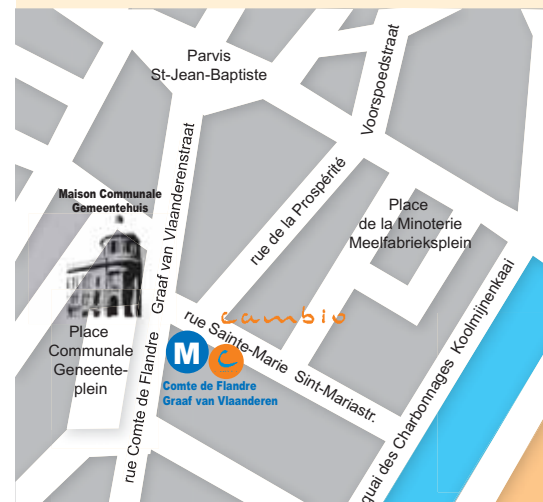 Parvis
St-Jean-Baptiste
Voorspoedstraat
Maison Communale
Gemeentehuis
Graaf van Vlaanderenstraat
rue de la Prospérité
Place
de la Minoterie
Meelfabrieksplein
cambio
rue Sainte-Marie Sint-Mariastr.
Place
Communale
Geneente-
plein
M C
Comte de Flandre
Graaf van Vlaanderen
rue Comte de Flandre
quai des Charbonnages Koolmijnenkaai